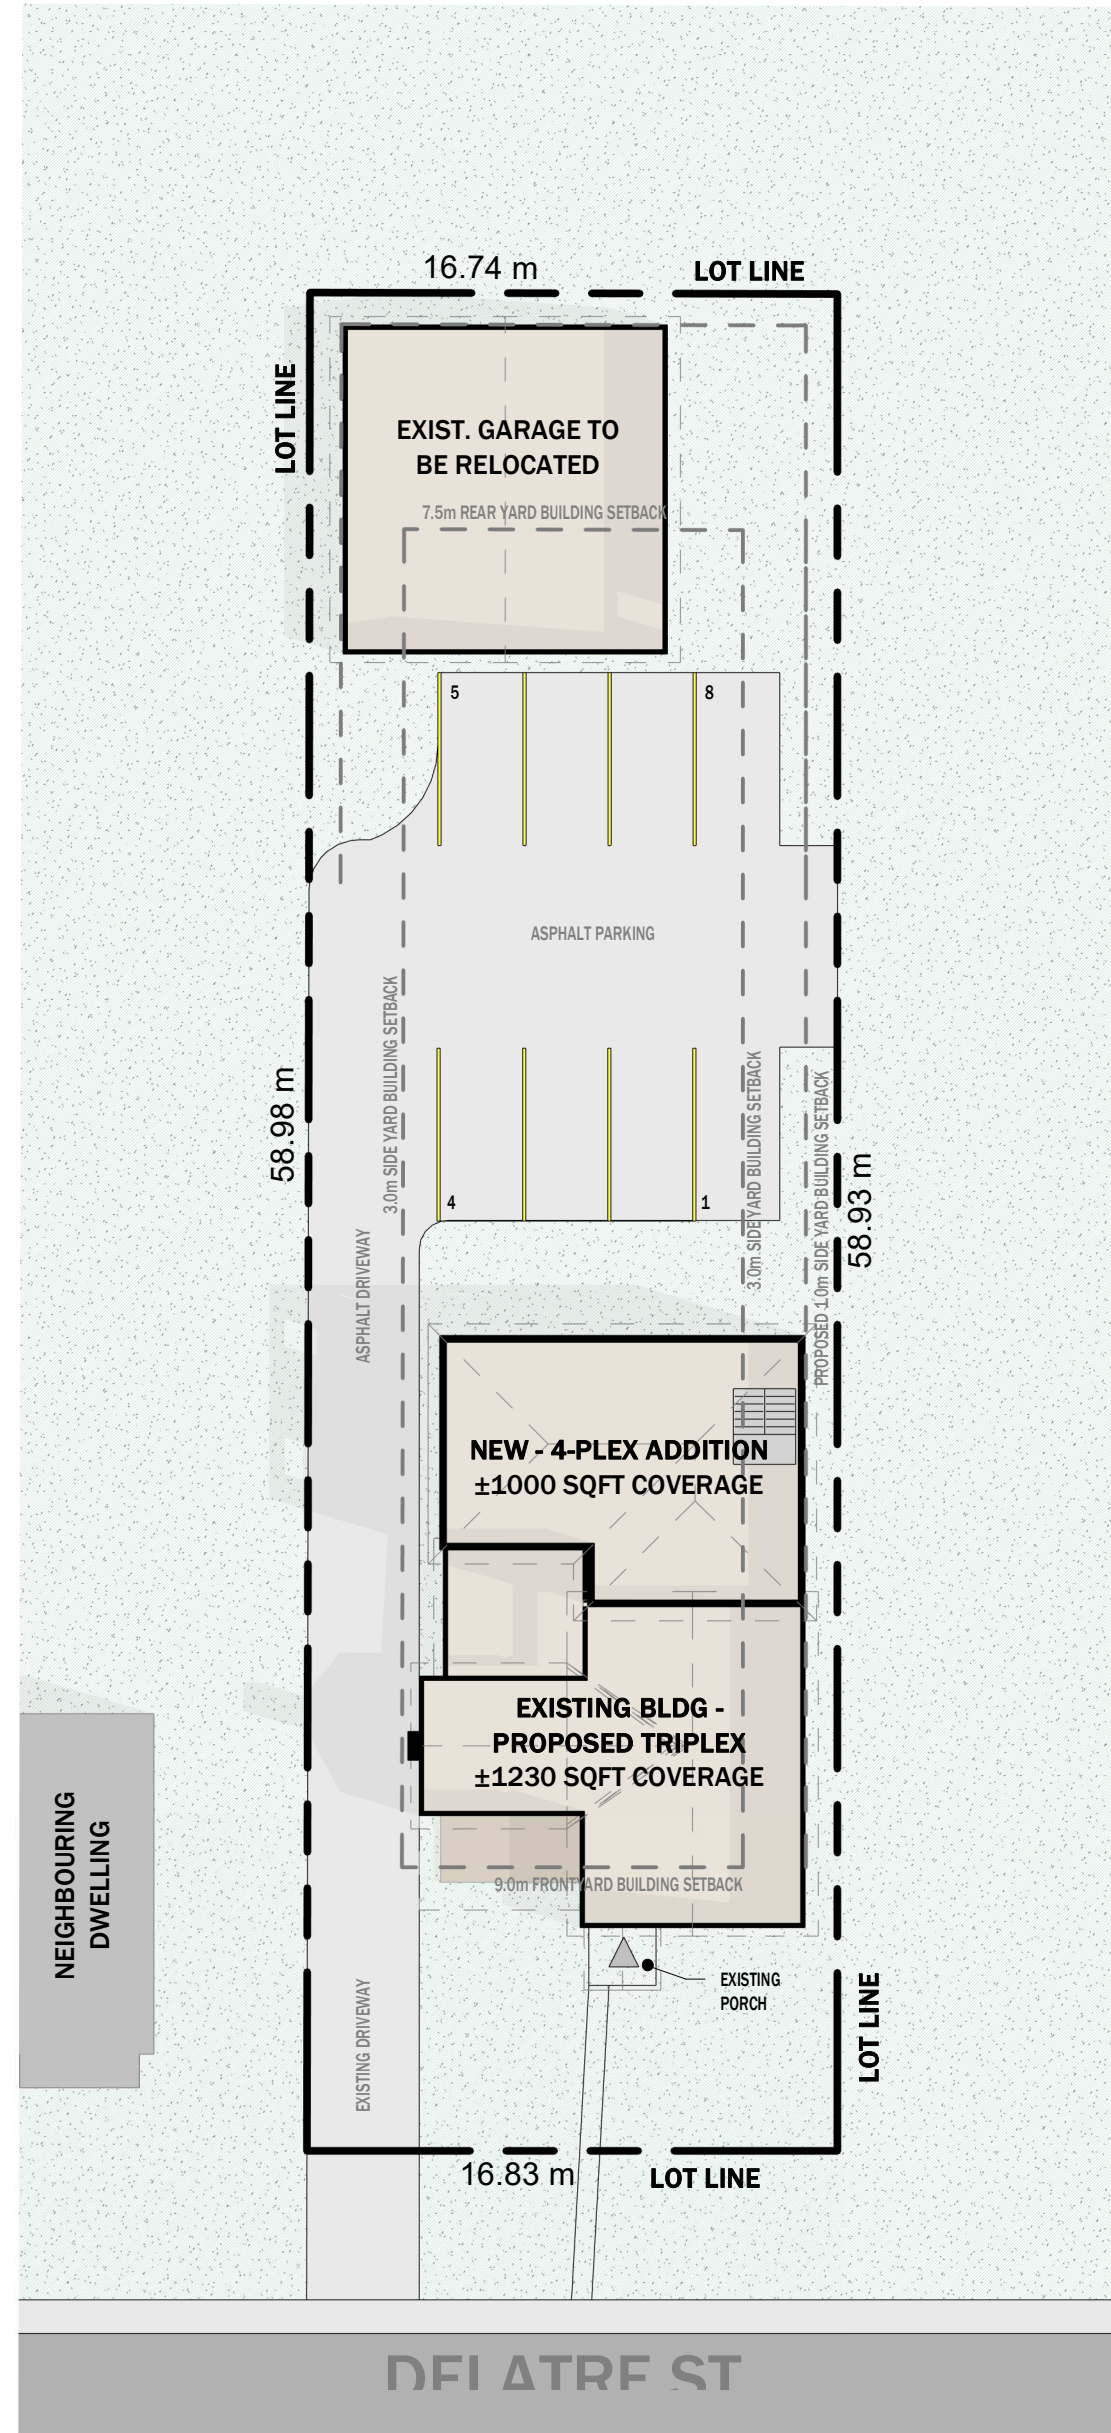 16.74 m
LOT LINE
LOT LINE
EXIST. GARAGE TO
BE RELOCATED
7.5m REAR YARD BUILDING SETBACK
5
8
ASPHALT PARKING
3.0m SIDE YARD BUILDING SETBACK
3.0m SIDE YARD BUILDING SETBACK
PROPOSED 1.0m SIDE YARD BUILDING SETBACK
58.98 m
58.93 m
4
1
ASPHALT DRIVEWAY
NEW - 4-PLEX ADDITION
±1000 SQFT COVERAGE
EXISTING BLDG -
PROPOSED TRIPLEX
±1230 SQFT COVERAGE
NEIGHBOURING
DWELLING
9.0m FRONTYARD BUILDING SETBACK
EXISTING
PORCH
EXISTING DRIVEWAY
LOT LINE
16.83 m
LOT LINE
DELATRE ST